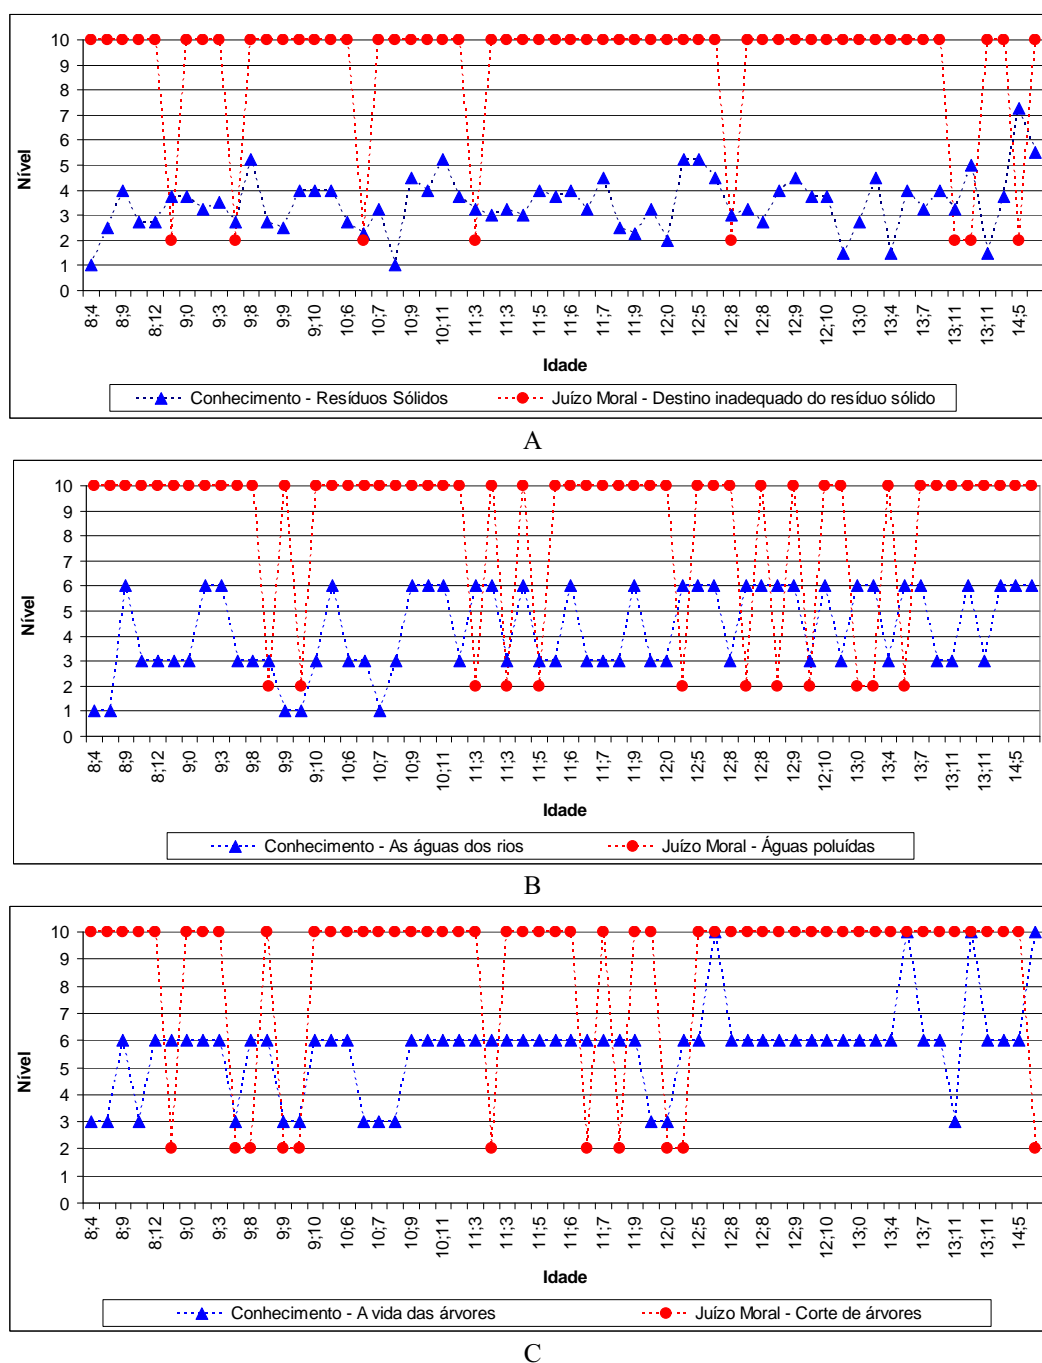 10
9
8
7
6
5
4
3
2
1
0
Nível
8;4 8;9 8;12 9;0 9;3 9;8 9;9 9;10 10;6 10;7 10;9 10;11 11;3 11;3 11;5 11;6 11;7 11;9 12;0 12;5 12;8 12;8 12;9 12;10 13;0 13;4 13;7 13;11 13;11 14;5
Idade
Conhecimento - Resíduos Sólidos Juízo Moral - Destino inadequado do resíduo sólido
A
10
9
8
7
6
5
4
3
2
1
0
Nível
8;4 8;9 8;12 9;0 9;3 9;8 9;9 9;10 10;6 10;7 10;9 10;11 11;3 11;3 11;5 11;6 11;7 11;9 12;0 12;5 12;8 12;8 12;9 12;10 13;0 13;4 13;7 13;11 13;11 14;5
Idade
Conhecimento - As águas dos rios Juízo Moral - Águas poluídas
B
10
9
8
7
6
5
4
3
2
1
0
Nível
8;4 8;9 8;12 9;0 9;3 9;8 9;9 9;10 10;6 10;7 10;9 10;11 11;3 11;3 11;5 11;6 11;7 11;9 12;0 12;5 12;8 12;8 12;9 12;10 13;0 13;4 13;7 13;11 13;11 14;5
Idade
Conhecimento - A vida das árvores Juízo Moral - Corte de árvores
C